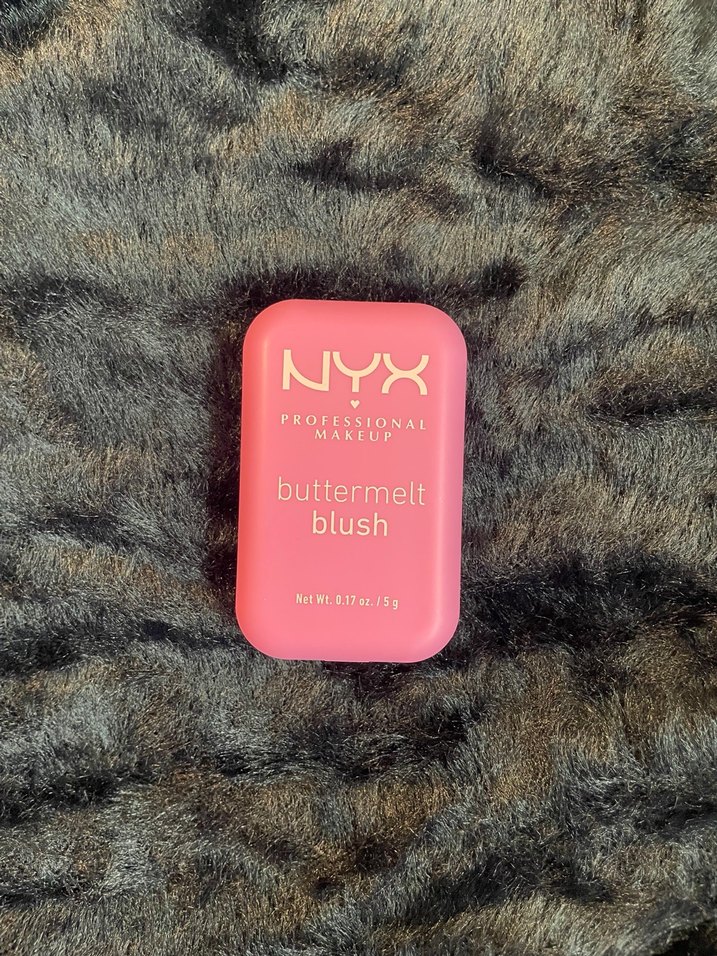 NYX
PROFESSIONAL
MAKEUP
buttermelt
blush
Net Wt. 0.17 oz. / 5 g